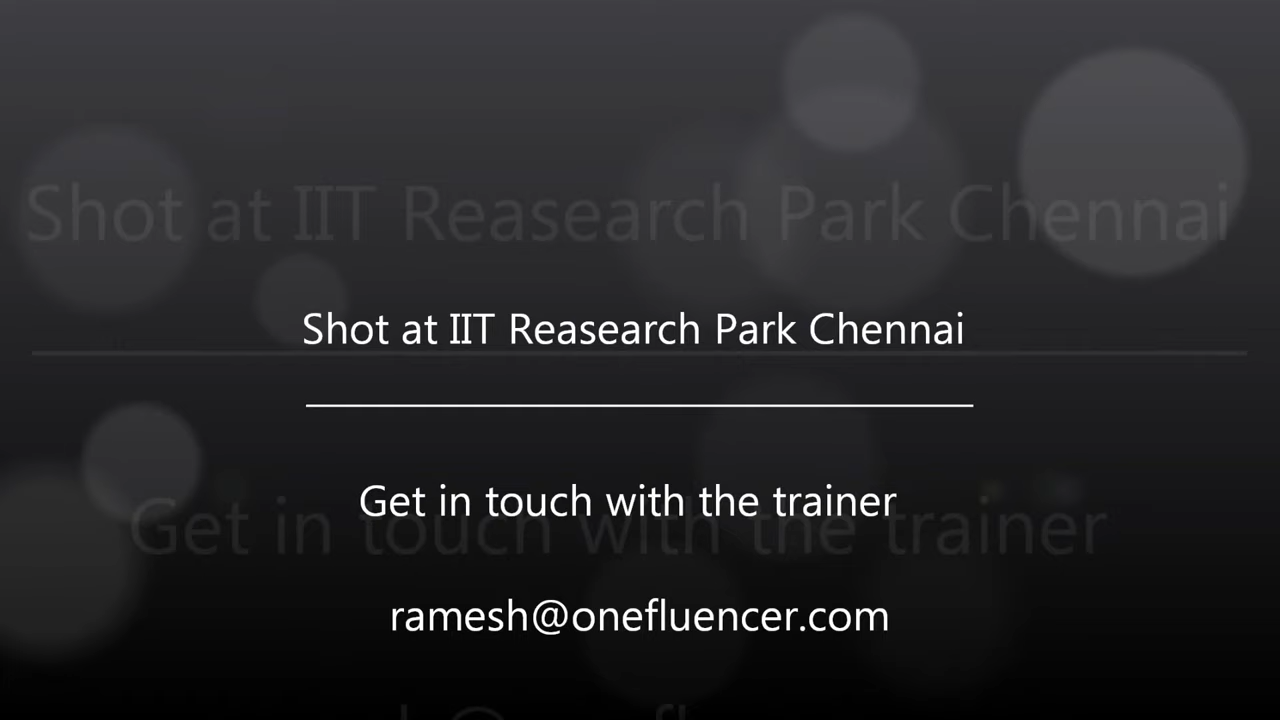 Shot at IIT Reasearch Park Chennai
Get in touch with the trainer
ramesh@onefluencer.com